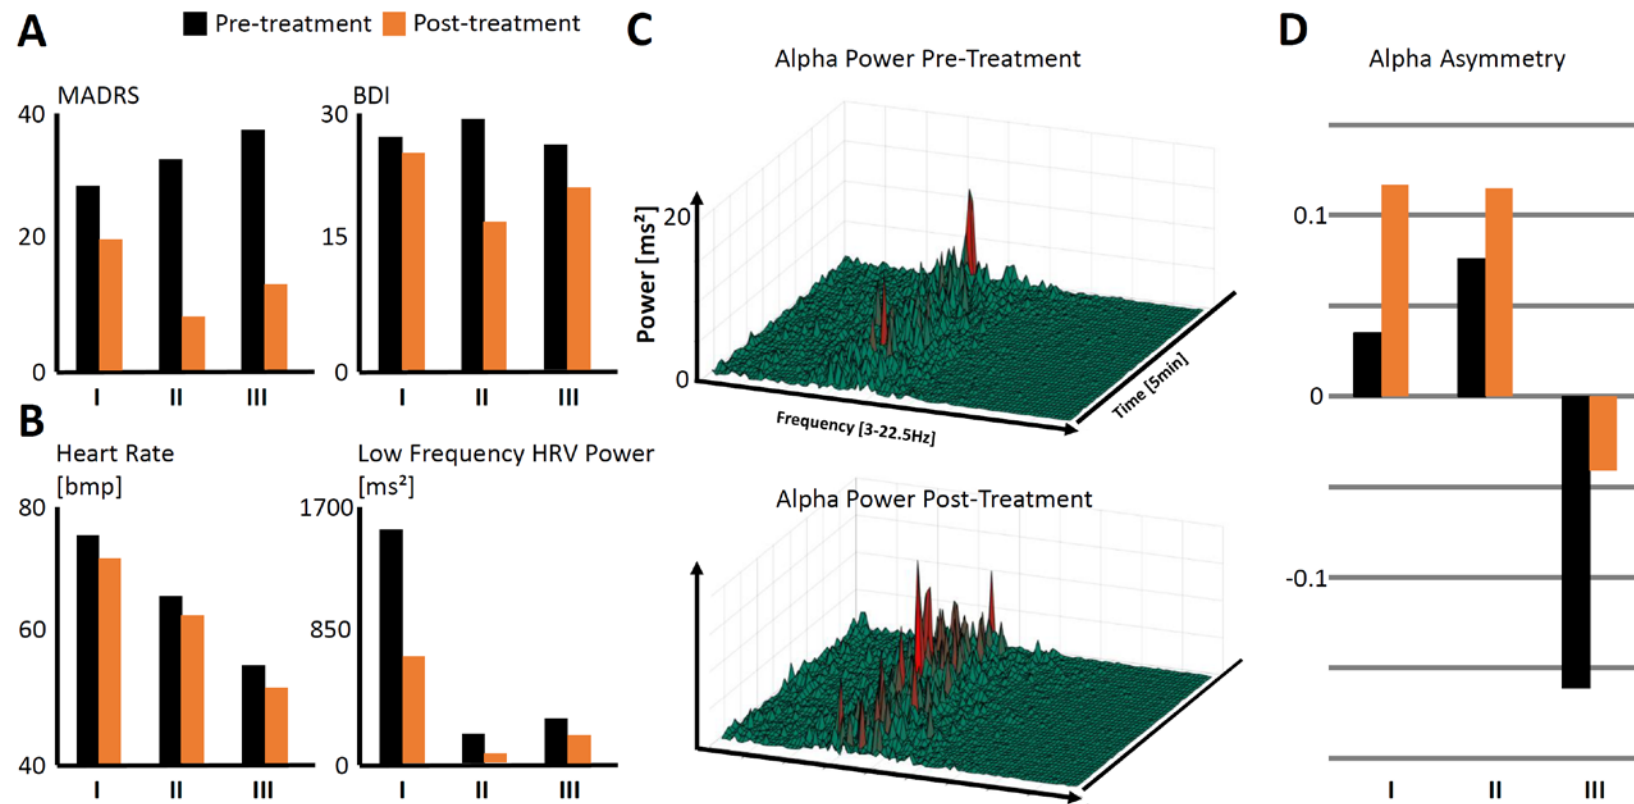 A
Pre-treatment Post-treatment
MADRS
40
20
0
I II III
BDI
30
15
0
I II III
B
Heart Rate
[bmp]
80
60
40
I II III
Low Frequency HRV Power
[ms²]
1700
850
0
I II III
C
Alpha Power Pre-Treatment
Power [ms²]
20
0
Frequency [3-22.5Hz]
Time [5min]
Alpha Power Post-Treatment
D
Alpha Asymmetry
0.1
0
-0.1
I II III